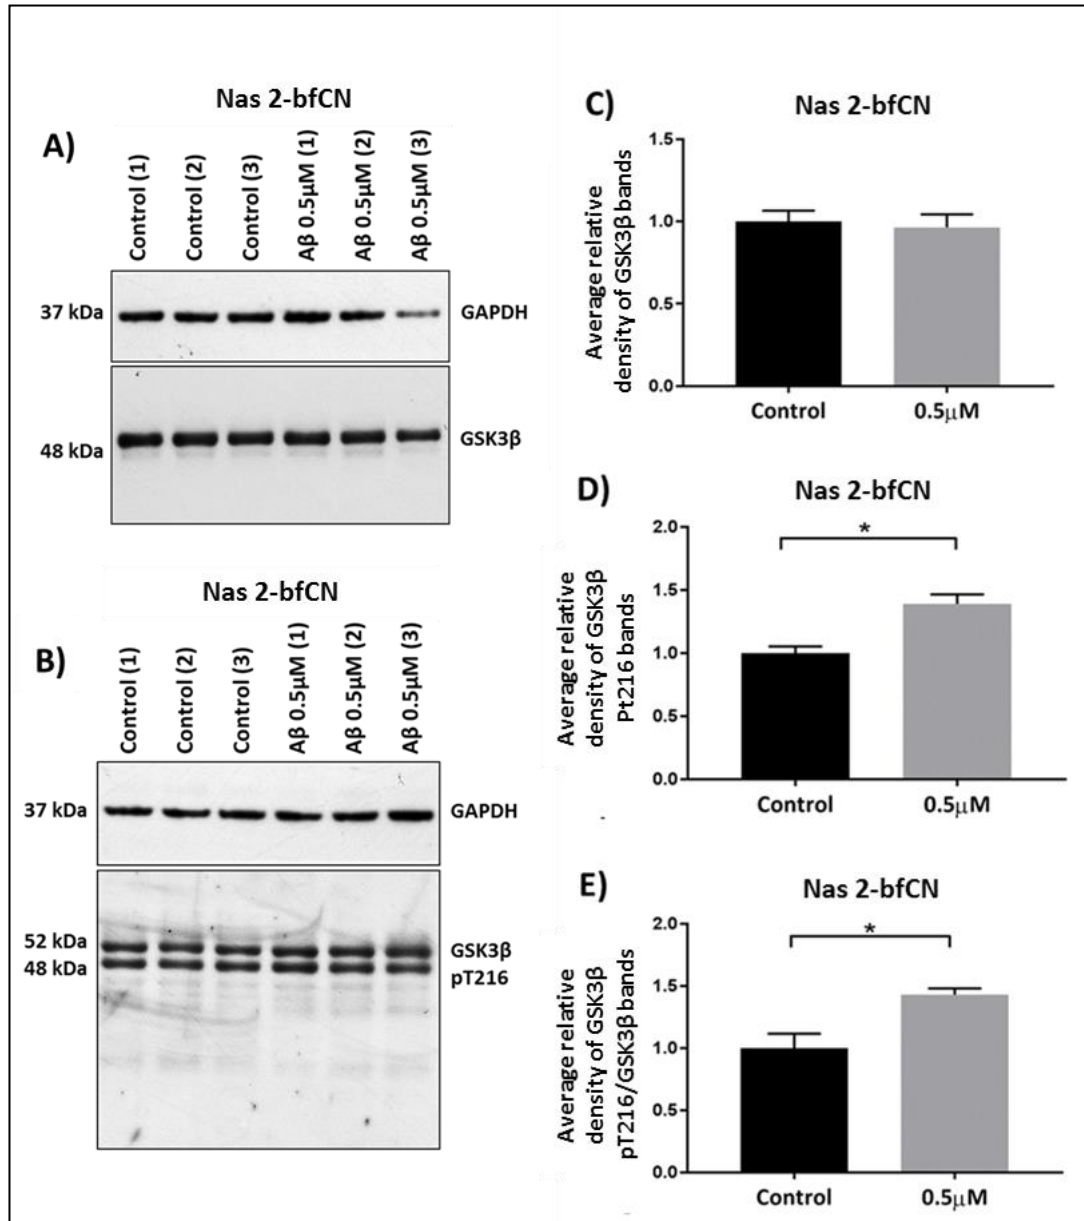 Nas 2-bfCN
A)
Control (1)
Control (2)
Control (3)
Aβ 0.5μM (1)
Aβ 0.5μM (2)
Aβ 0.5μM (3)
37 kDa
GAPDH
48 kDa
GSK3β
Nas 2-bfCN
B)
Control (1)
Control (2)
Control (3)
Aβ 0.5μM (1)
Aβ 0.5μM (2)
Aβ 0.5μM (3)
37 kDa
GAPDH
52 kDa
48 kDa
GSK3β
pT216
C)
Nas 2-bfCN
Average relative
density of GSK3β bands
1.5
1.0
0.5
0.0
Control
0.5μM
D)
Nas 2-bfCN
Average relative
density of GSK3β
Pt216 bands
2.0
1.5
1.0
0.5
0.0
*
Control
0.5μM
E)
Nas 2-bfCN
Average relative
density of GSK3β
pT216/GSK3β bands
2.0
1.5
1.0
0.5
0.0
*
Control
0.5μM